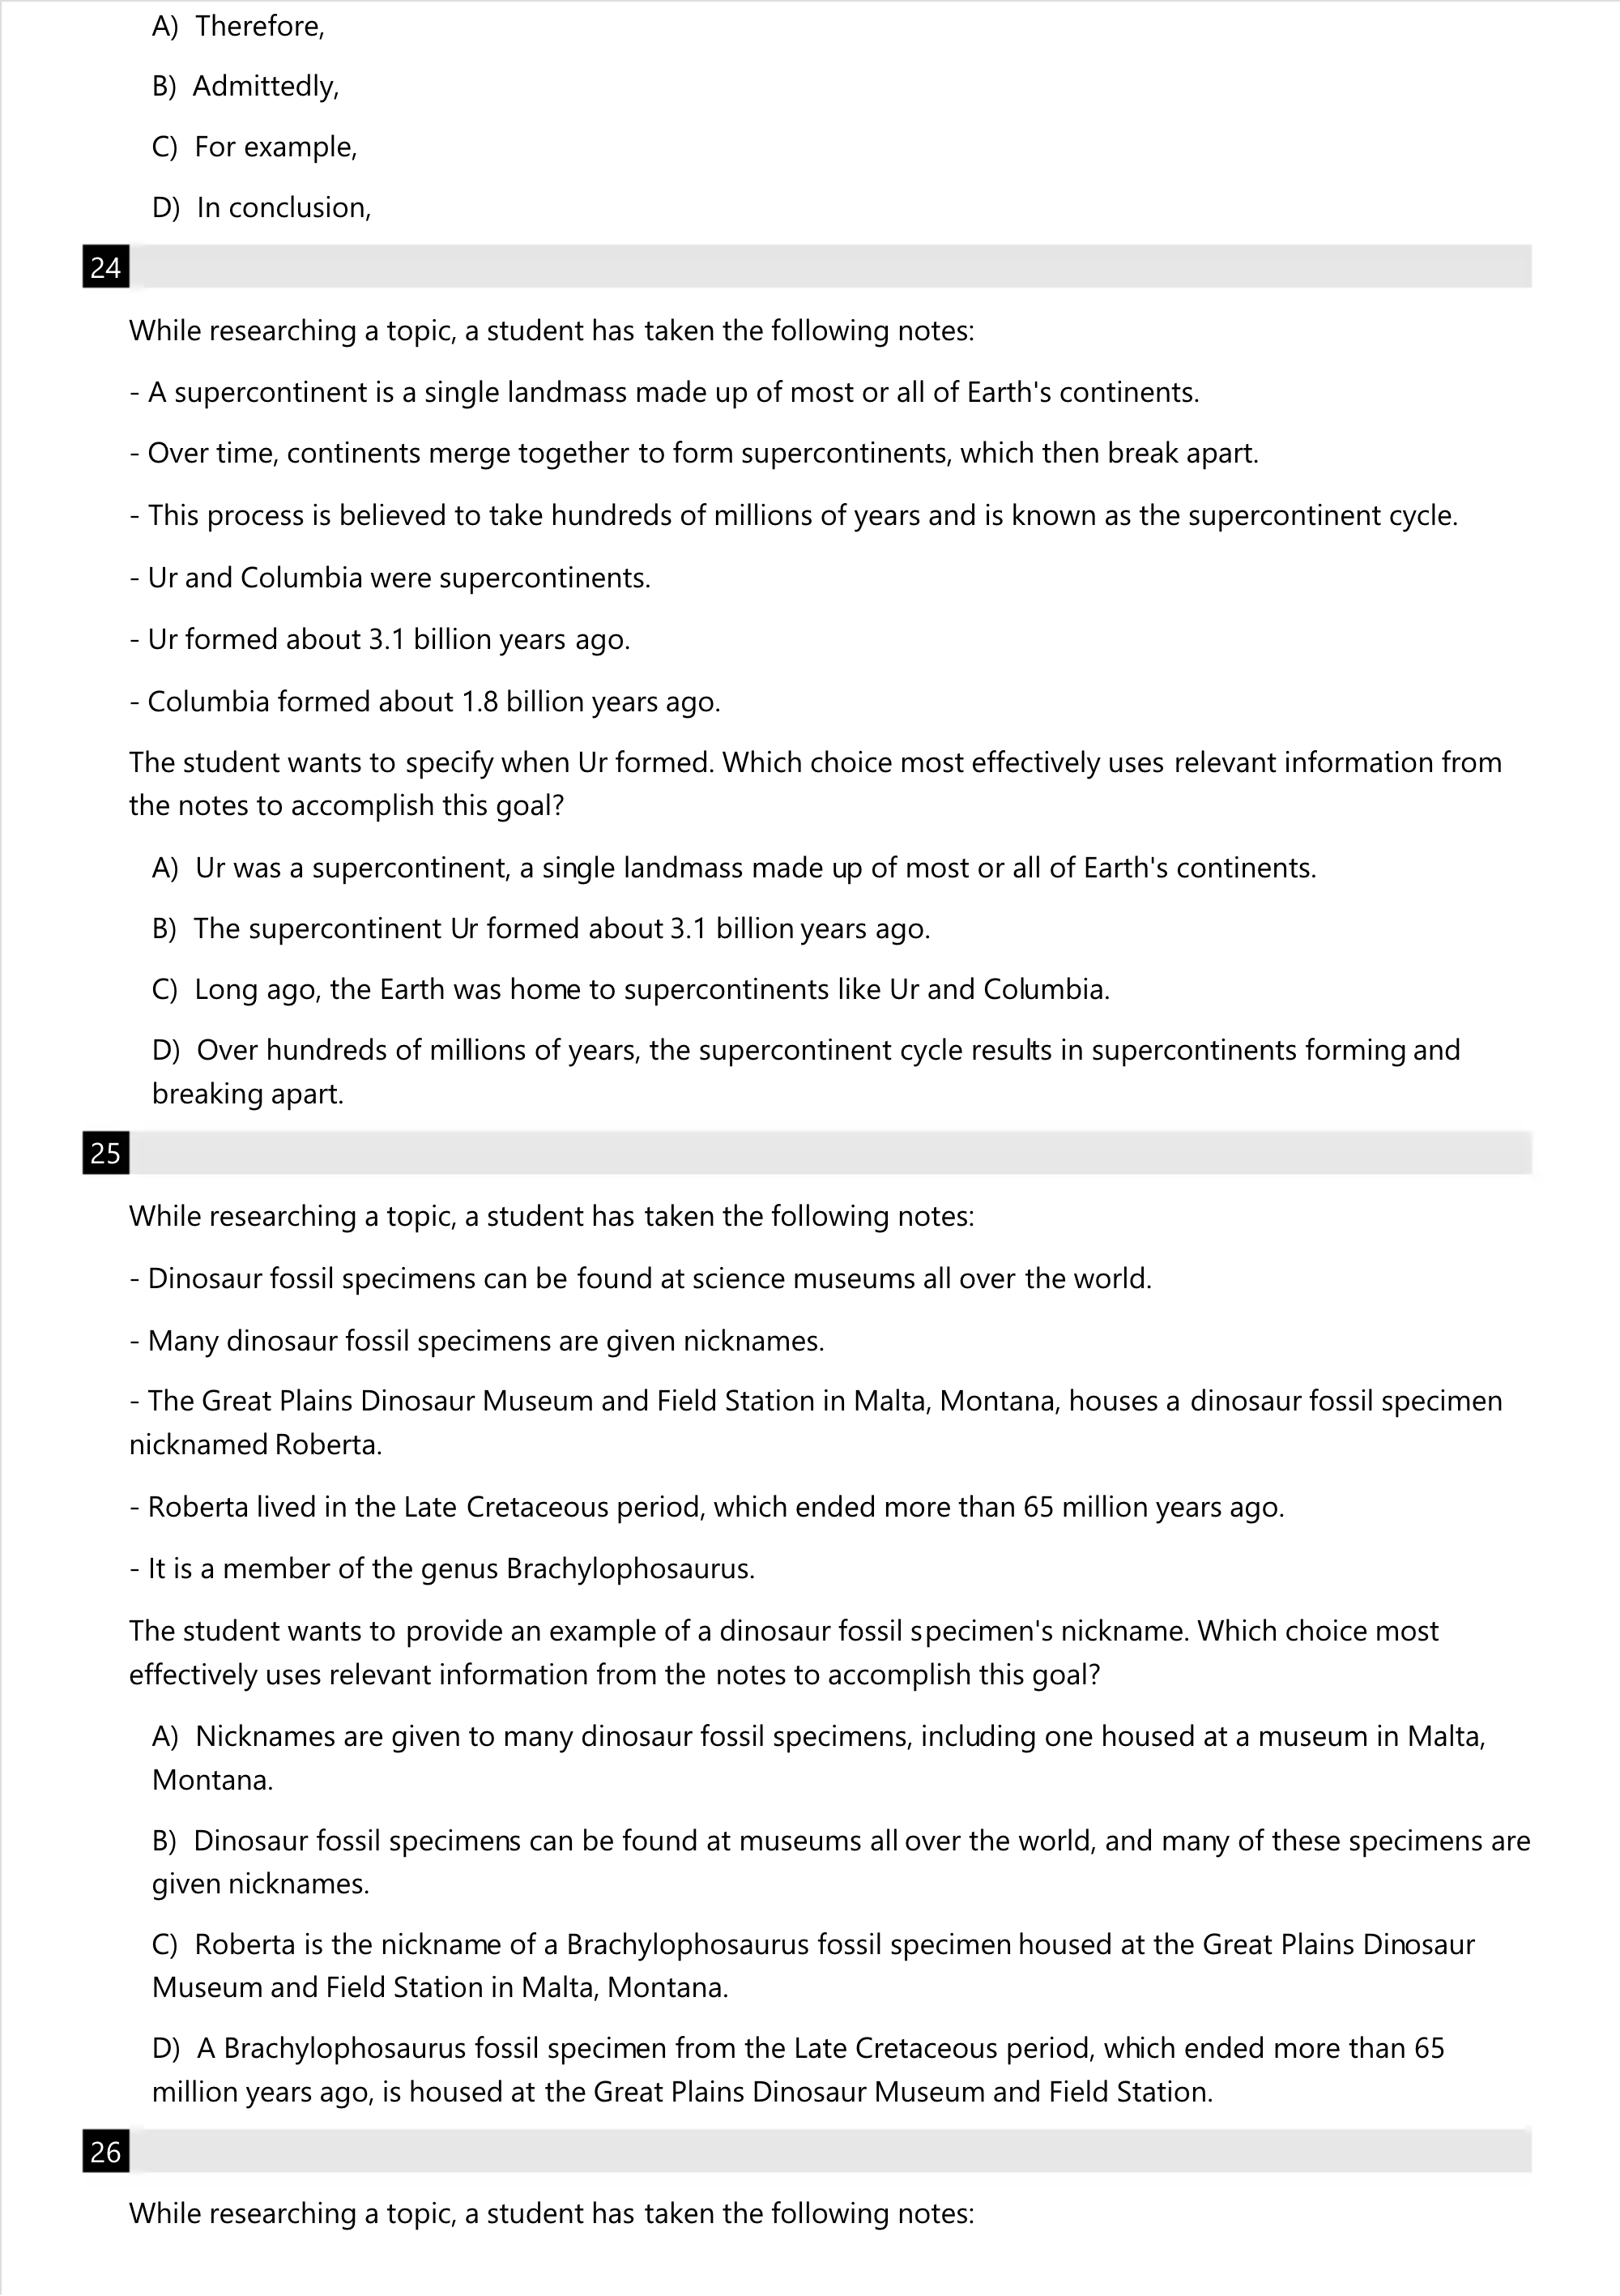 A) Therefore,
B) Admittedly,
C) For example,
D) In conclusion,
24
While researching a topic, a student has taken the following notes:
- A supercontinent is a single landmass made up of most or all of Earth's continents.
- Over time, continents merge together to form supercontinents, which then break apart.
- This process is believed to take hundreds of millions of years and is known as the supercontinent cycle.
- Ur and Columbia were supercontinents.
- Ur formed about 3.1 billion years ago.
- Columbia formed about 1.8 billion years ago.
The student wants to specify when Ur formed. Which choice most effectively uses relevant information from
the notes to accomplish this goal?
A) Ur was a supercontinent, a single landmass made up of most or all of Earth's continents.
B) The supercontinent Ur formed about 3.1 billion years ago.
C) Long ago, the Earth was home to supercontinents like Ur and Columbia.
D) Over hundreds of millions of years, the supercontinent cycle results in supercontinents forming and
breaking apart.
25
While researching a topic, a student has taken the following notes:
- Dinosaur fossil specimens can be found at science museums all over the world.
- Many dinosaur fossil specimens are given nicknames.
- The Great Plains Dinosaur Museum and Field Station in Malta, Montana, houses a dinosaur fossil specimen
nicknamed Roberta.
- Roberta lived in the Late Cretaceous period, which ended more than 65 million years ago.
- It is a member of the genus Brachylophosaurus.
The student wants to provide an example of a dinosaur fossil specimen's nickname. Which choice most
effectively uses relevant information from the notes to accomplish this goal?
A) Nicknames are given to many dinosaur fossil specimens, including one housed at a museum in Malta,
Montana.
B) Dinosaur fossil specimens can be found at museums all over the world, and many of these specimens are
given nicknames.
C) Roberta is the nickname of a Brachylophosaurus fossil specimen housed at the Great Plains Dinosaur
Museum and Field Station in Malta, Montana.
D) A Brachylophosaurus fossil specimen from the Late Cretaceous period, which ended more than 65
million years ago, is housed at the Great Plains Dinosaur Museum and Field Station.
26
While researching a topic, a student has taken the following notes: